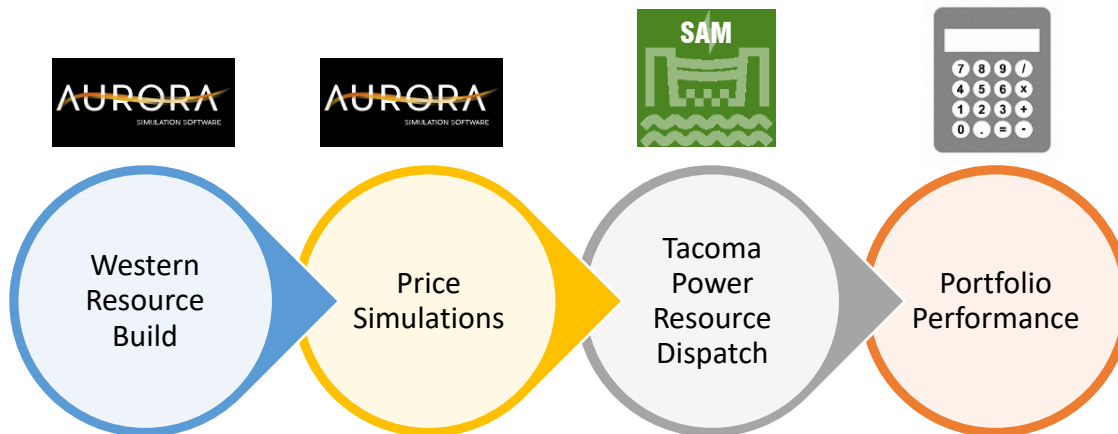 AURORA
SIMULATION SOFTWARE
AURORA
SIMULATION SOFTWARE
SAM
7 8 9 /
4 5 6 x
1 2 3 +
0 . = -
Western
Resource
Build
Price
Simulations
Tacoma
Power
Resource
Dispatch
Portfolio
Performance